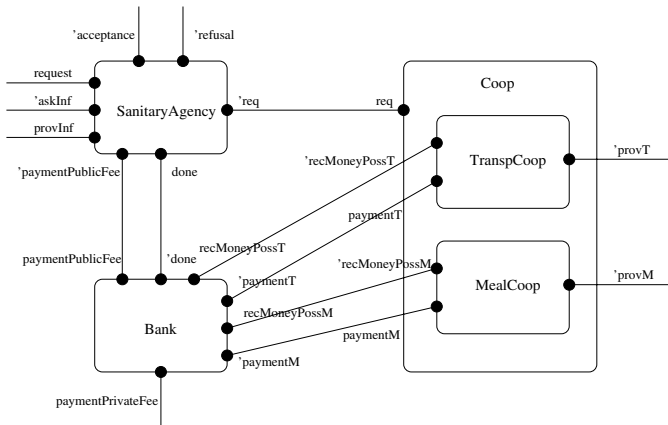 ’acceptance
’refusal
request
’askInf
provInf
SanitaryAgency
’req
req
Coop
’paymentPublicFee
done
’recMoneyPossT
TranspCoop
’provT
paymentT
paymentPublicFee
’done
recMoneyPossT
’recMoneyPossM
’paymentT
MealCoop
’provM
recMoneyPossM
Bank
paymentM
’paymentM
paymentPrivateFee